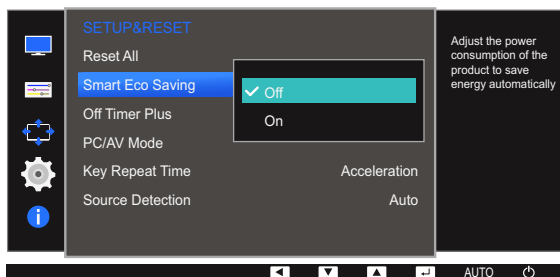 SETUP&RESET
Reset All
Smart Eco Saving
Off
On
Off Timer Plus
PC/AV Mode
Key Repeat Time Acceleration
Source Detection Auto
Adjust the power
consumption of the
product to save
energy automatically
AUTO